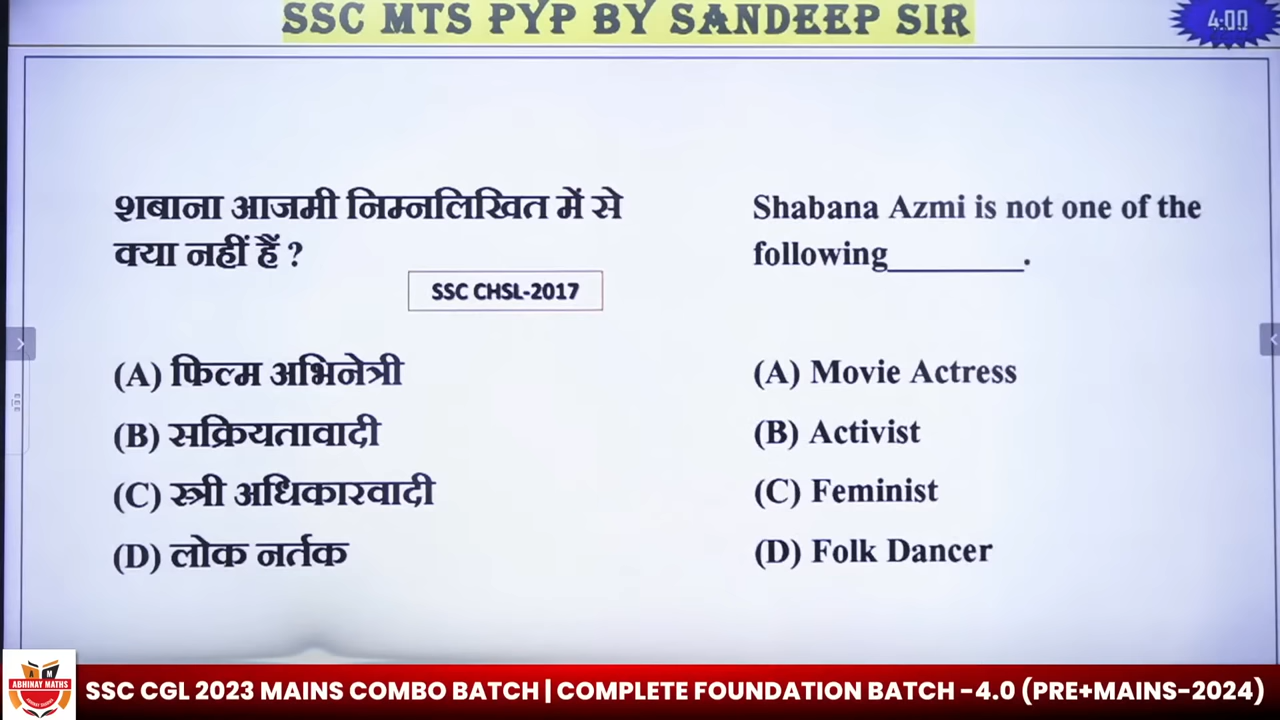 SSC MTS PYP BY SANDEEP SIR
4:00
शबाना आजमी निम्नलिखित में से
क्या नहीं हैं ?
SSC CHSL-2017
(A) फिल्म अभिनेत्री
(B) सक्रियतावादी
(C) स्त्री अधिकारवादी
(D) लोक नर्तक
Shabana Azmi is not one of the
following________.
(A) Movie Actress
(B) Activist
(C) Feminist
(D) Folk Dancer
A M
ABHINAY MATHS
SSC CGL 2023 MAINS COMBO BATCH | COMPLETE FOUNDATION BATCH -4.0 (PRE+MAINS-2024)